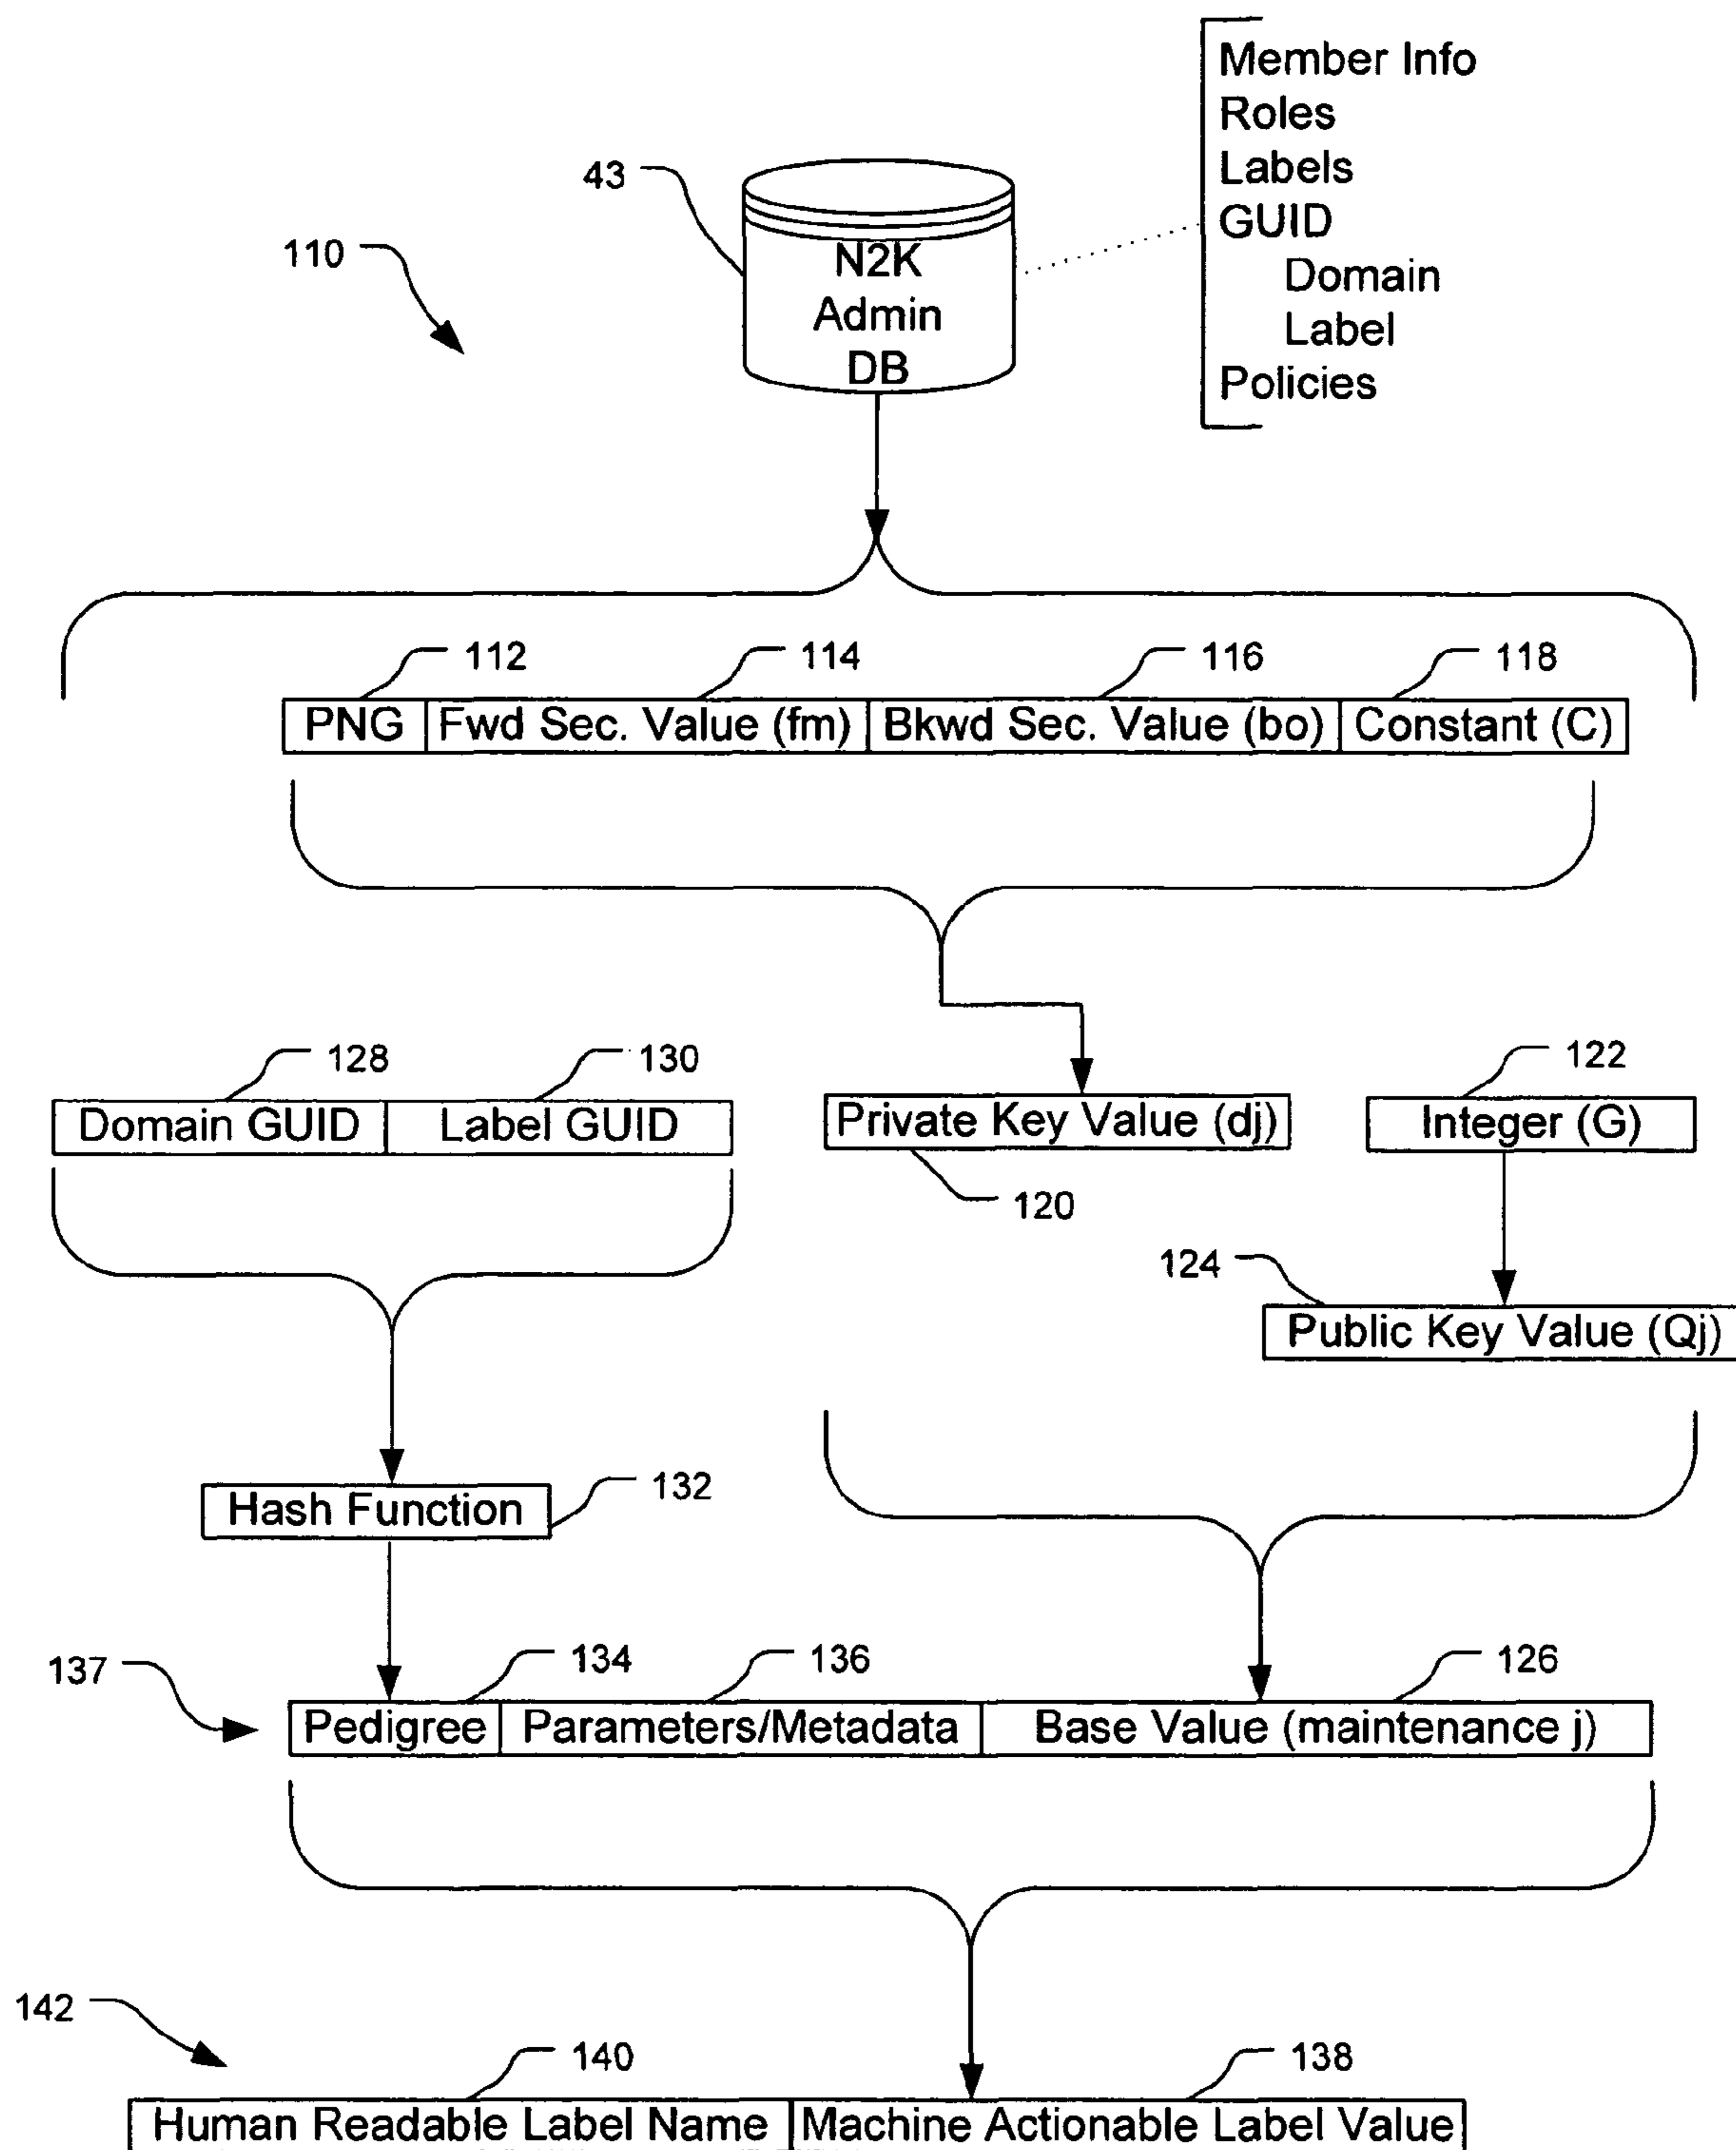 Member Info
Roles
Labels
GUID
Domain
Label
Policies
43
110
N2K
Admin
DB
112
114
116
118
PNG
Fwd Sec. Value (fm)
Bkwd Sec. Value (bo)
Constant (C)
128
130
122
Domain GUID
Label GUID
Private Key Value (dj)
Integer (G)
120
124
Public Key Value (Qj)
132
Hash Function
137
134
136
126
Pedigree
Parameters/Metadata
Base Value (maintenance j)
142
140
138
Human Readable Label Name
Machine Actionable Label Value